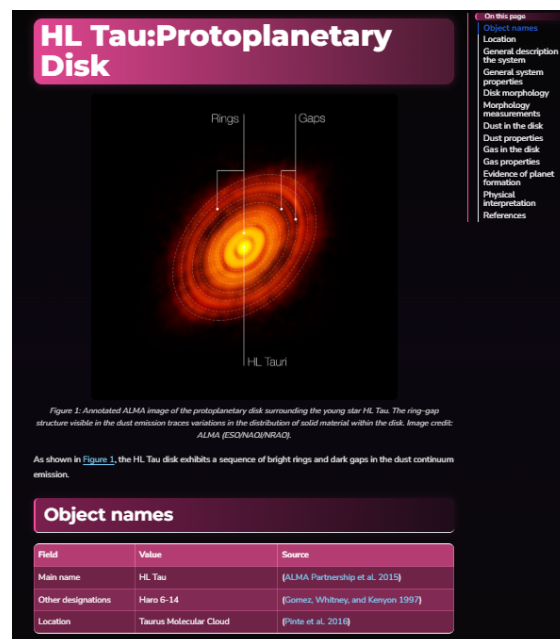 HL Tau:Protoplanetary
Disk
Rings
Gaps
HL Tauri
Figure 1: Annotated ALMA image of the protoplanetary disk surrounding the young star HL Tau. The ring–gap
structure visible in the dust emission traces variations in the distribution of solid material within the disk. Image credit:
ALMA (ESO/NAOJ/NRAO).
As shown in Figure 1, the HL Tau disk exhibits a sequence of bright rings and dark gaps in the dust continuum
emission.
Object names
Field Value Source
Main name HL Tau (ALMA Partnership et al. 2015)
Other designations Haro 6-14 (Gomez, Whitney, and Kenyon 1997)
Location Taurus Molecular Cloud (Pinte et al. 2016)
On this page
Object names
Location
General description
the system
General system
properties
Disk morphology
Morphology
measurements
Dust in the disk
Dust properties
Gas in the disk
Gas properties
Evidence of planet
formation
Physical
interpretation
References